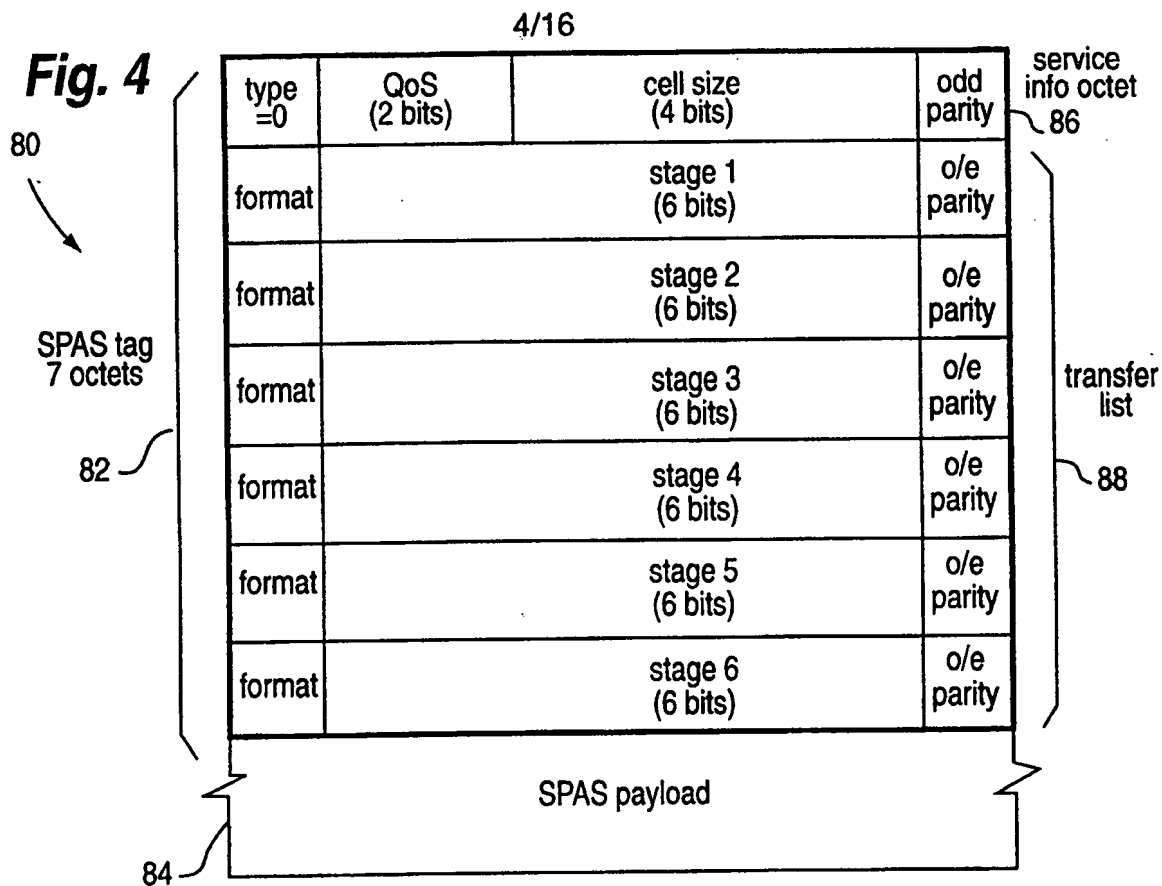 4/16
Fig. 4
80
type
=0
QoS
(2 bits)
cell size
(4 bits)
odd
parity
service
info octet
86
format
stage 1
(6 bits)
o/e
parity
format
stage 2
(6 bits)
o/e
parity
SPAS tag
7 octets
82
format
stage 3
(6 bits)
o/e
parity
transfer
list
88
format
stage 4
(6 bits)
o/e
parity
format
stage 5
(6 bits)
o/e
parity
format
stage 6
(6 bits)
o/e
parity
SPAS payload
84